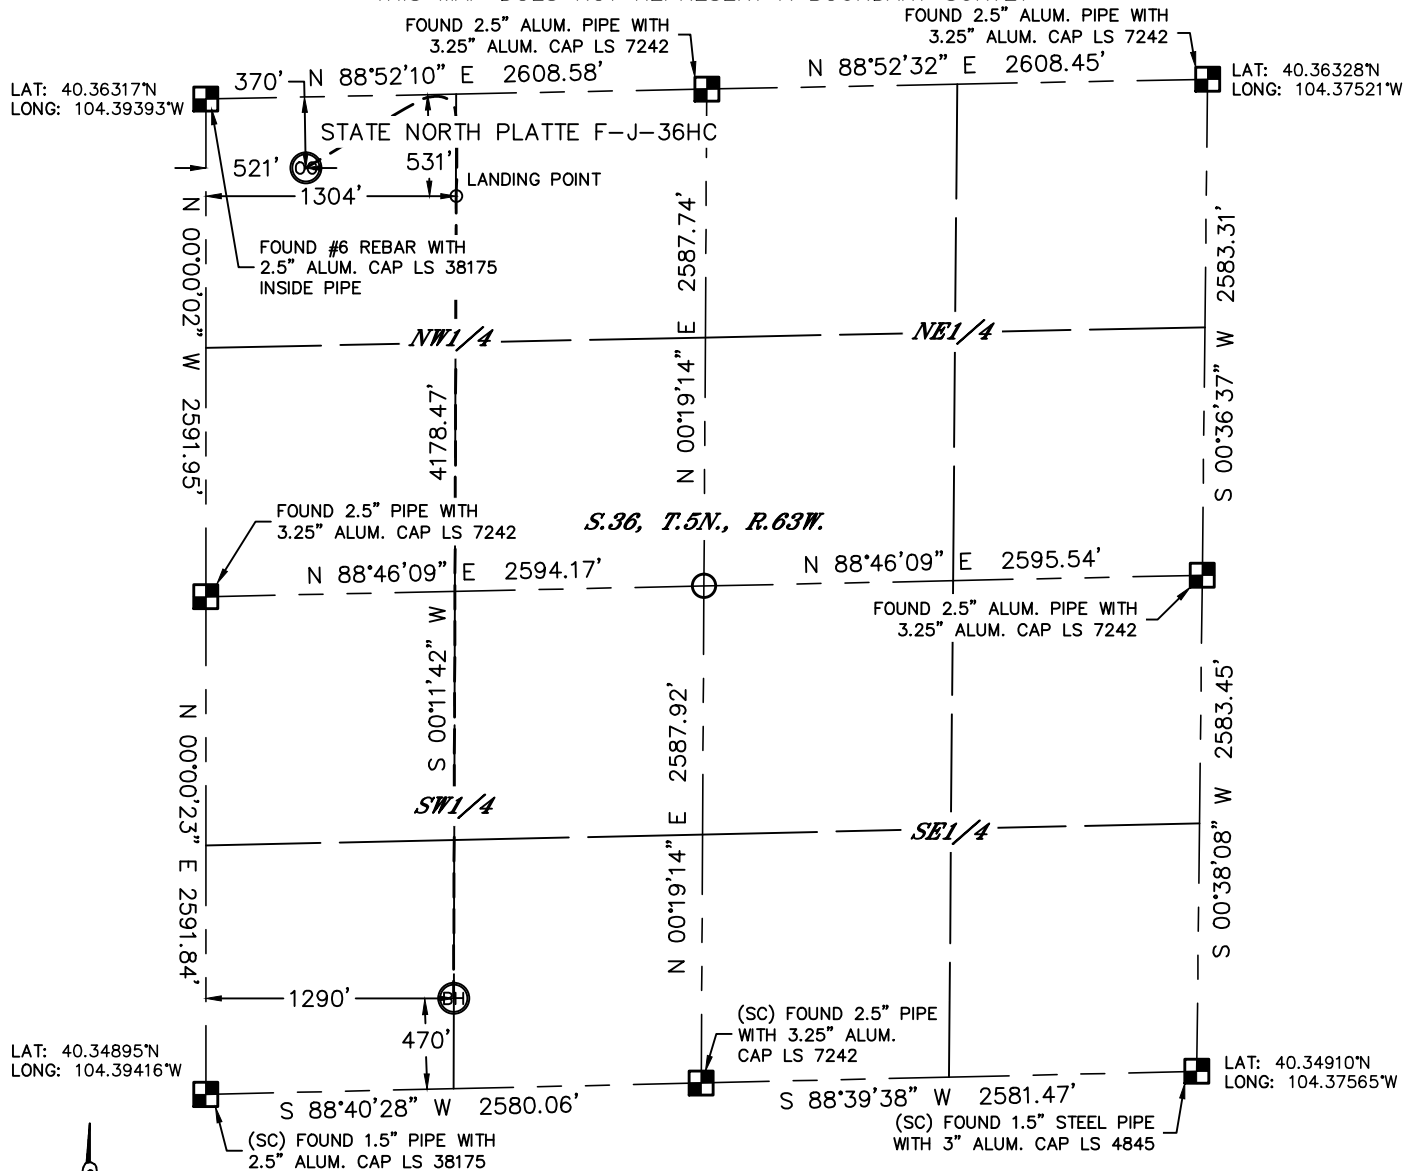 FOUND 2.5" ALUM. PIPE WITH
3.25" ALUM. CAP LS 7242
FOUND 2.5" ALUM. PIPE WITH
3.25" ALUM. CAP LS 7242
LAT: 40.36317°N
LONG: 104.39393°W
370'
N 88°52'10" E 2608.58'
N 88°52'32" E 2608.45'
LAT: 40.36328°N
LONG: 104.37521°W
STATE NORTH PLATTE F-J-36HC
521'
531'
1304'
LANDING POINT
FOUND #6 REBAR WITH
2.5" ALUM. CAP LS 38175
INSIDE PIPE
N 00°00'02" W 2591.95'
N 00°19'14" E 2587.74'
S 00°36'37" W 2583.31'
NW1/4
NE1/4
4178.47'
S 00°11'42" W
FOUND 2.5" PIPE WITH
3.25" ALUM. CAP LS 7242
S.36, T.5N., R.63W.
N 88°46'09" E 2594.17'
N 88°46'09" E 2595.54'
FOUND 2.5" ALUM. PIPE WITH
3.25" ALUM. CAP LS 7242
N 00°00'23" E 2591.84'
N 00°19'14" E 2587.92'
S 00°38'08" W 2583.45'
SW1/4
SE1/4
1290'
BH
470'
(SC) FOUND 2.5" PIPE
WITH 3.25" ALUM.
CAP LS 7242
LAT: 40.34895°N
LONG: 104.39416°W
LAT: 40.34910°N
LONG: 104.37565°W
S 88°40'28" W 2580.06'
S 88°39'38" W 2581.47'
(SC) FOUND 1.5" PIPE WITH
2.5" ALUM. CAP LS 38175
(SC) FOUND 1.5" STEEL PIPE
WITH 3" ALUM. CAP LS 4845